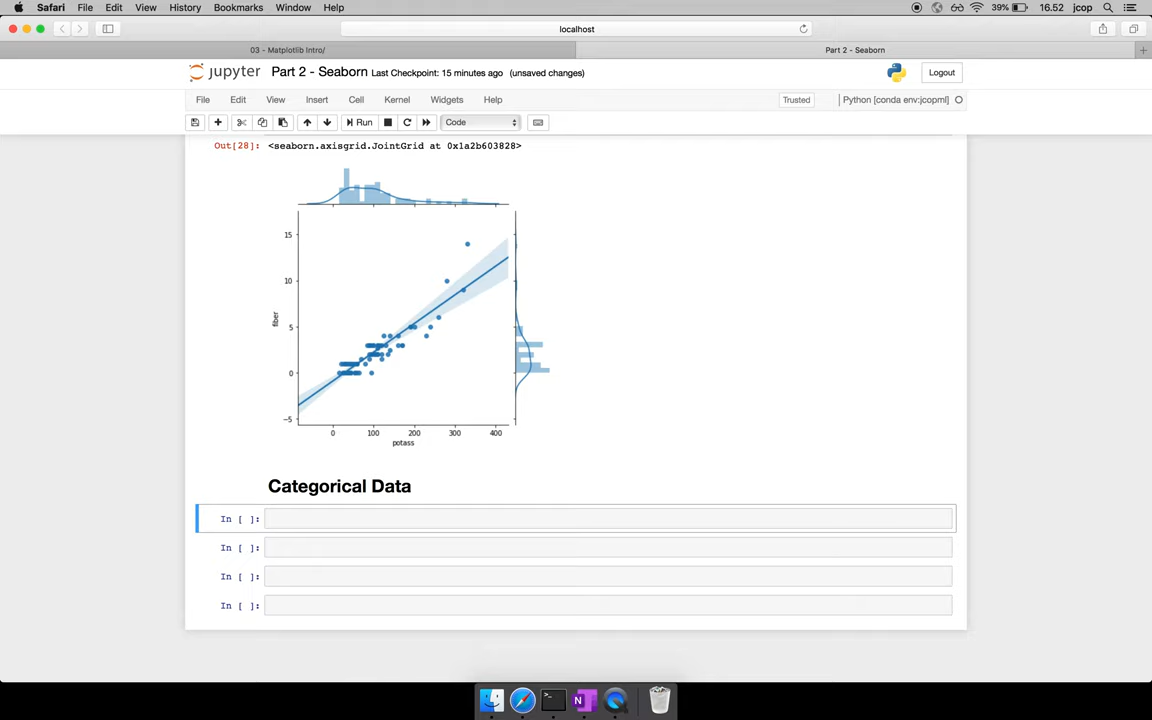 Safari File Edit View History Bookmarks Window Help 39% 16.52 jcop
localhost
03 - Matplotlib Intro/ Part 2 - Seaborn
jupyter Part 2 - Seaborn Last Checkpoint: 15 minutes ago (unsaved changes) Logout
File Edit View Insert Cell Kernel Widgets Help Trusted Python [conda env:jcopml]
Run Code
Out[28]: <seaborn.axisgrid.JointGrid at 0x1a2b603828>
15
10
fiber
5
0
−5
0 100 200 300 400
potass
Categorical Data
In [ ]:
In [ ]:
In [ ]:
In [ ]: